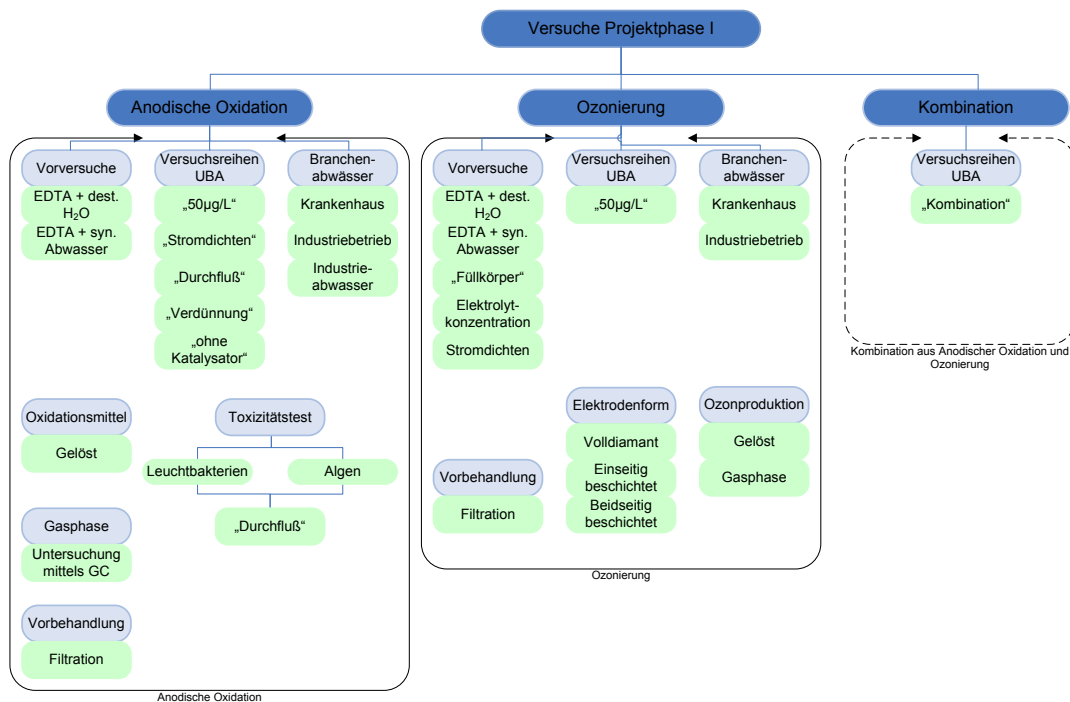 Versuche Projektphase I
Anodische Oxidation
Vorversuche
EDTA + dest.
H₂O
EDTA + syn.
Abwasser
Versuchsreihen
UBA
„50µg/L“
„Stromdichten“
„Durchfluß“
„Verdünnung“
„ohne
Katalysator“
Branchen-
abwässer
Krankenhaus
Industriebetrieb
Industrie-
abwasser
Oxidationsmittel
Gelöst
Toxizitätstest
Leuchtbakterien
Algen
„Durchfluß“
Gasphase
Untersuchung
mittels GC
Vorbehandlung
Filtration
Anodische Oxidation
Ozonierung
Vorversuche
EDTA + dest.
H₂O
EDTA + syn.
Abwasser
„Füllkörper“
Elektrolyt-
konzentration
Stromdichten
Versuchsreihen
UBA
„50µg/L“
Branchen-
abwässer
Krankenhaus
Industriebetrieb
Vorbehandlung
Filtration
Elektrodenform
Volldiamant
Einseitig
beschichtet
Beidseitig
beschichtet
Ozonproduktion
Gelöst
Gasphase
Ozonierung
Kombination
Versuchsreihen
UBA
„Kombination“
Kombination aus Anodischer Oxidation und
Ozonierung